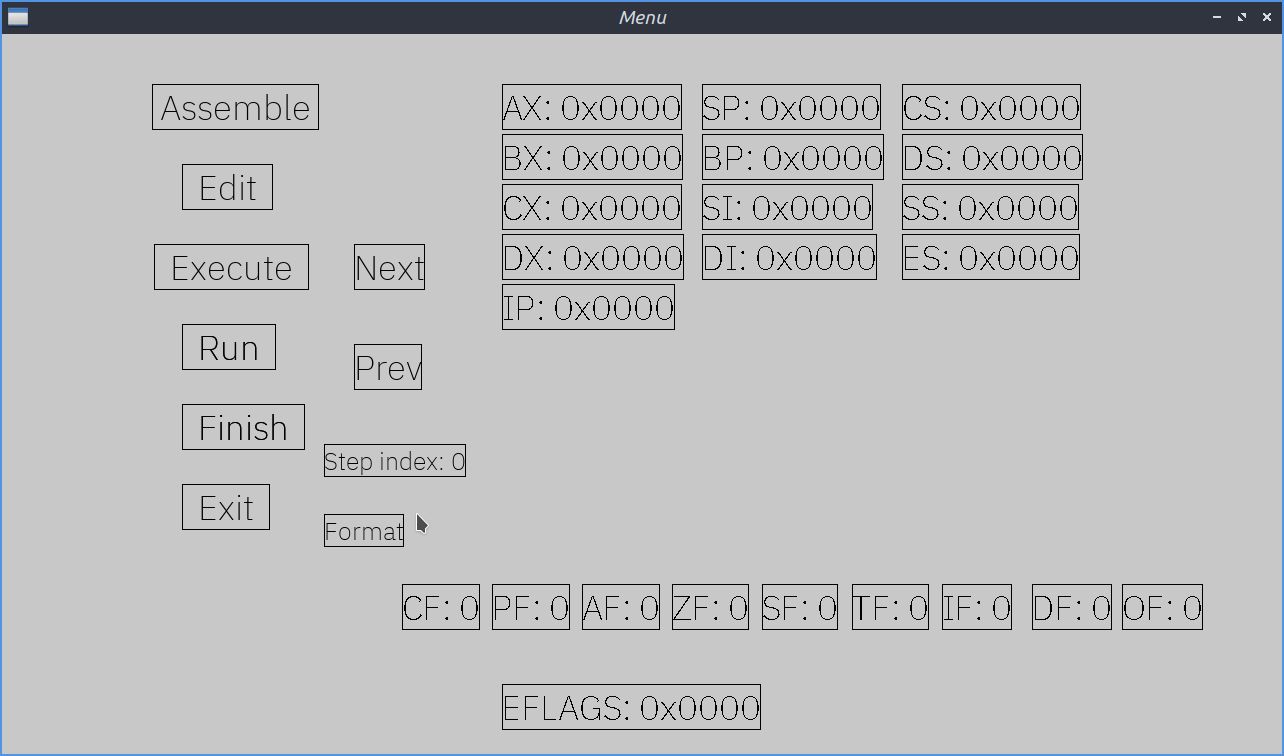 Menu
Assemble
AX: 0x0000 SP: 0x0000 CS: 0x0000
BX: 0x0000 BP: 0x0000 DS: 0x0000
Edit
CX: 0x0000 SI: 0x0000 SS: 0x0000
Execute Next
DX: 0x0000 DI: 0x0000 ES: 0x0000
IP: 0x0000
Run
Prev
Finish
Step index: 0
Exit
Format
CF: 0 PF: 0 AF: 0 ZF: 0 SF: 0 TF: 0 IF: 0 DF: 0 OF: 0
EFLAGS: 0x0000